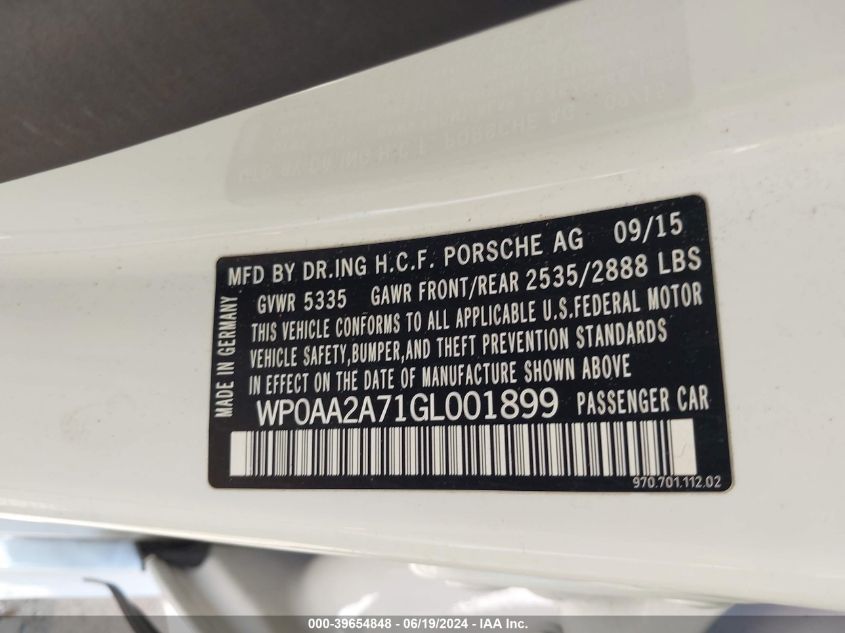 MFD BY DR.ING H.C.F. PORSCHE AG 09/15
GVWR 5335 GAWR FRONT/REAR 2535/2888 LBS
THIS VEHICLE CONFORMS TO ALL APPLICABLE U.S.FEDERAL MOTOR
VEHICLE SAFETY,BUMPER,AND THEFT PREVENTION STANDARDS
IN EFFECT ON THE DATE OF MANUFACTURE SHOWN ABOVE
WP0AA2A71GL001899 PASSENGER CAR
MADE IN GERMANY
970.701.112.02
000-39654848 - 06/19/2024 - IAA Inc.